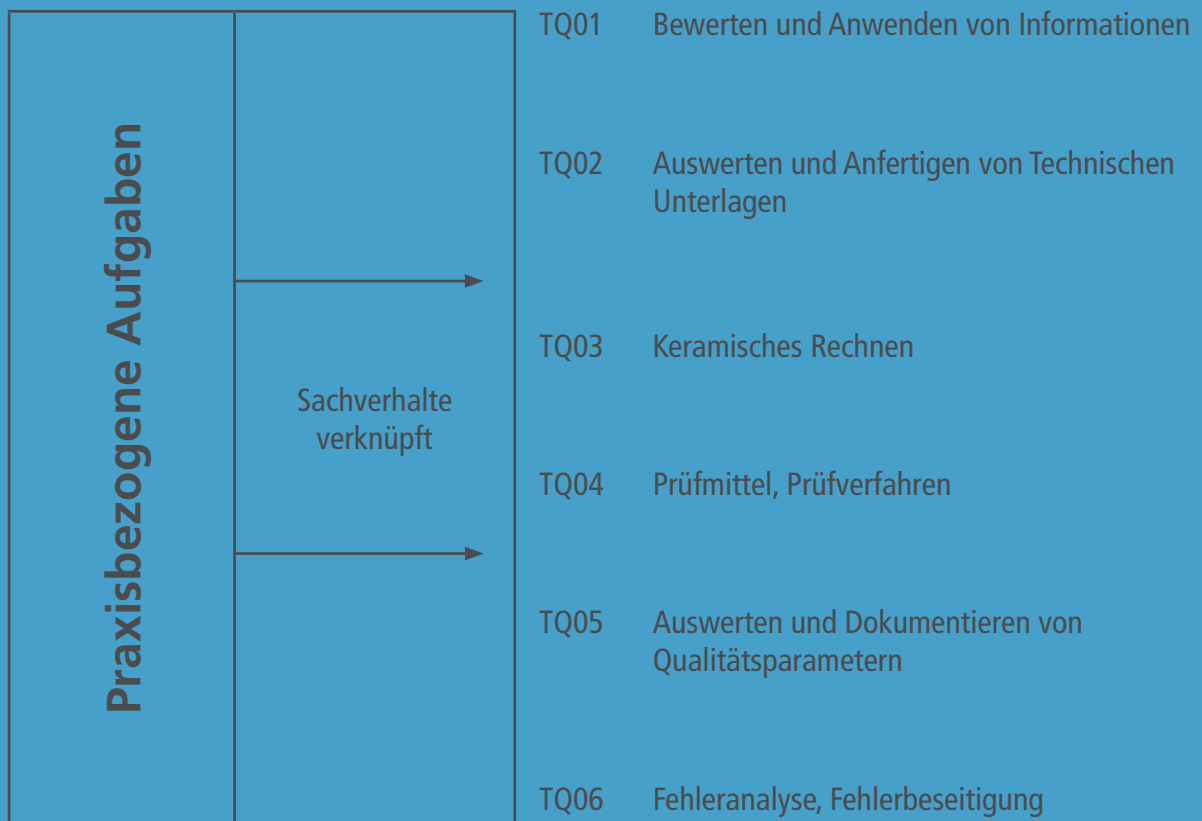 Praxisbezogene Aufgaben
Sachverhalte
verknüpft
TQ01 Bewerten und Anwenden von Informationen
TQ02 Auswerten und Anfertigen von Technischen
Unterlagen
TQ03 Keramisches Rechnen
TQ04 Prüfmittel, Prüfverfahren
TQ05 Auswerten und Dokumentieren von
Qualitätsparametern
TQ06 Fehleranalyse, Fehlerbeseitigung